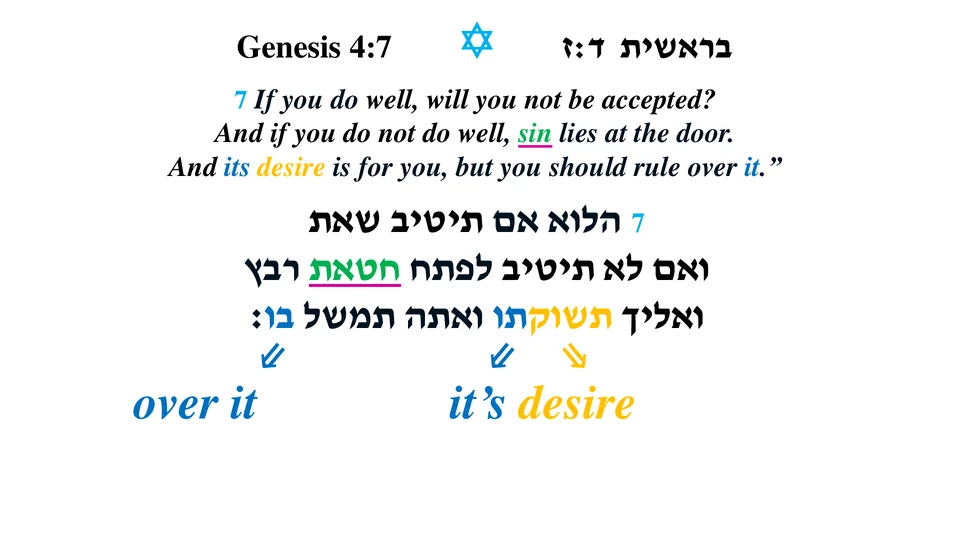 Genesis 4:7 ✡ בראשית ד:ז
7 If you do well, will you not be accepted?
And if you do not do well, sin lies at the door.
And its desire is for you, but you should rule over it.”
7 הלוא אם תיטיב שאת
ואם לא תיטיב לפתח חטאת רבץ
ואליך תשוקתו ואתה תמשל בו:
over it it’s desire